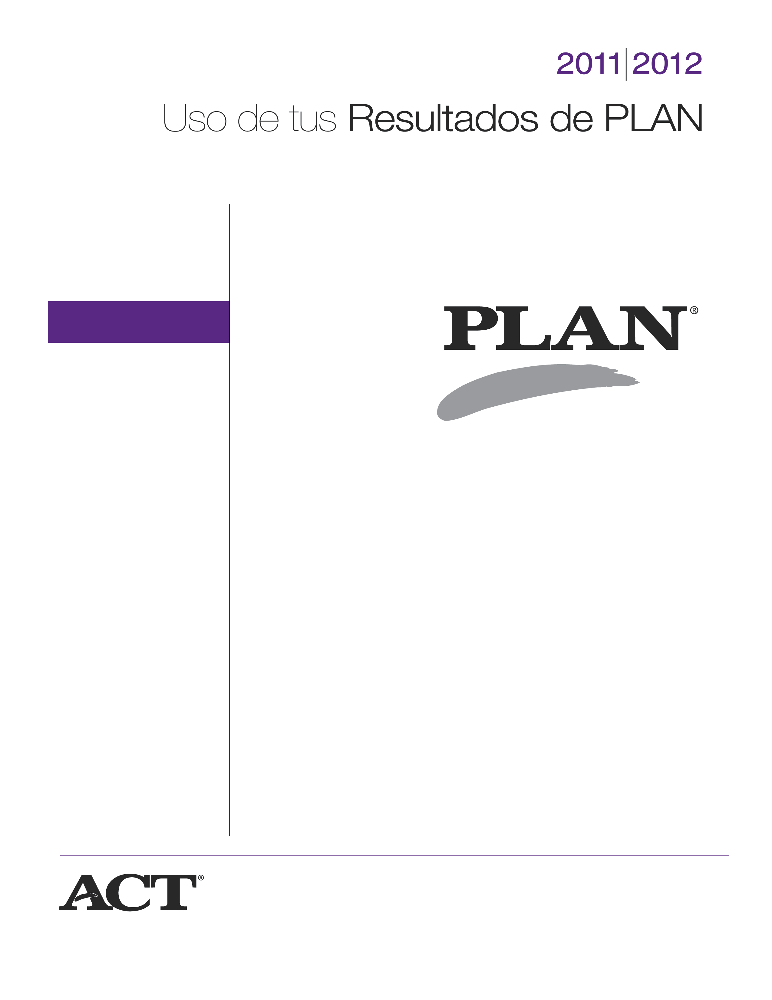 2011|2012
Uso de tus Resultados de PLAN
PLAN®
ACT®